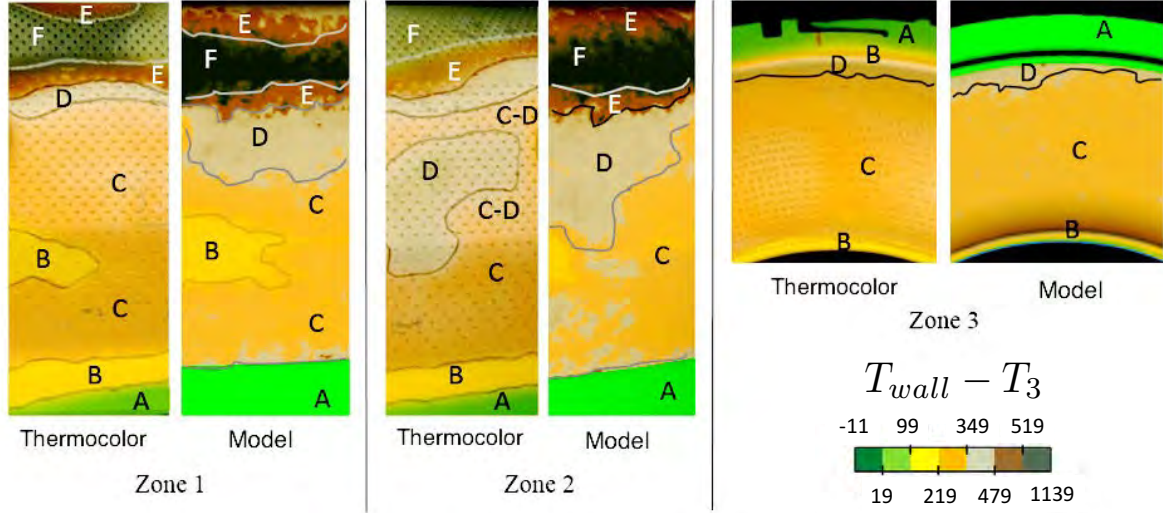 E
F
E
D
C
B
C
B
A
Thermocolor
E
F
E
D
C
B
C
A
Model
Zone 1
F
E
C-D
D
C-D
C
B
A
Thermocolor
E
F
E
D
C
A
Model
Zone 2
A
B
D
C
B
Thermocolor
A
D
C
B
Model
Zone 3
T_wall − T_3
-11 99 349 519
19 219 479 1139